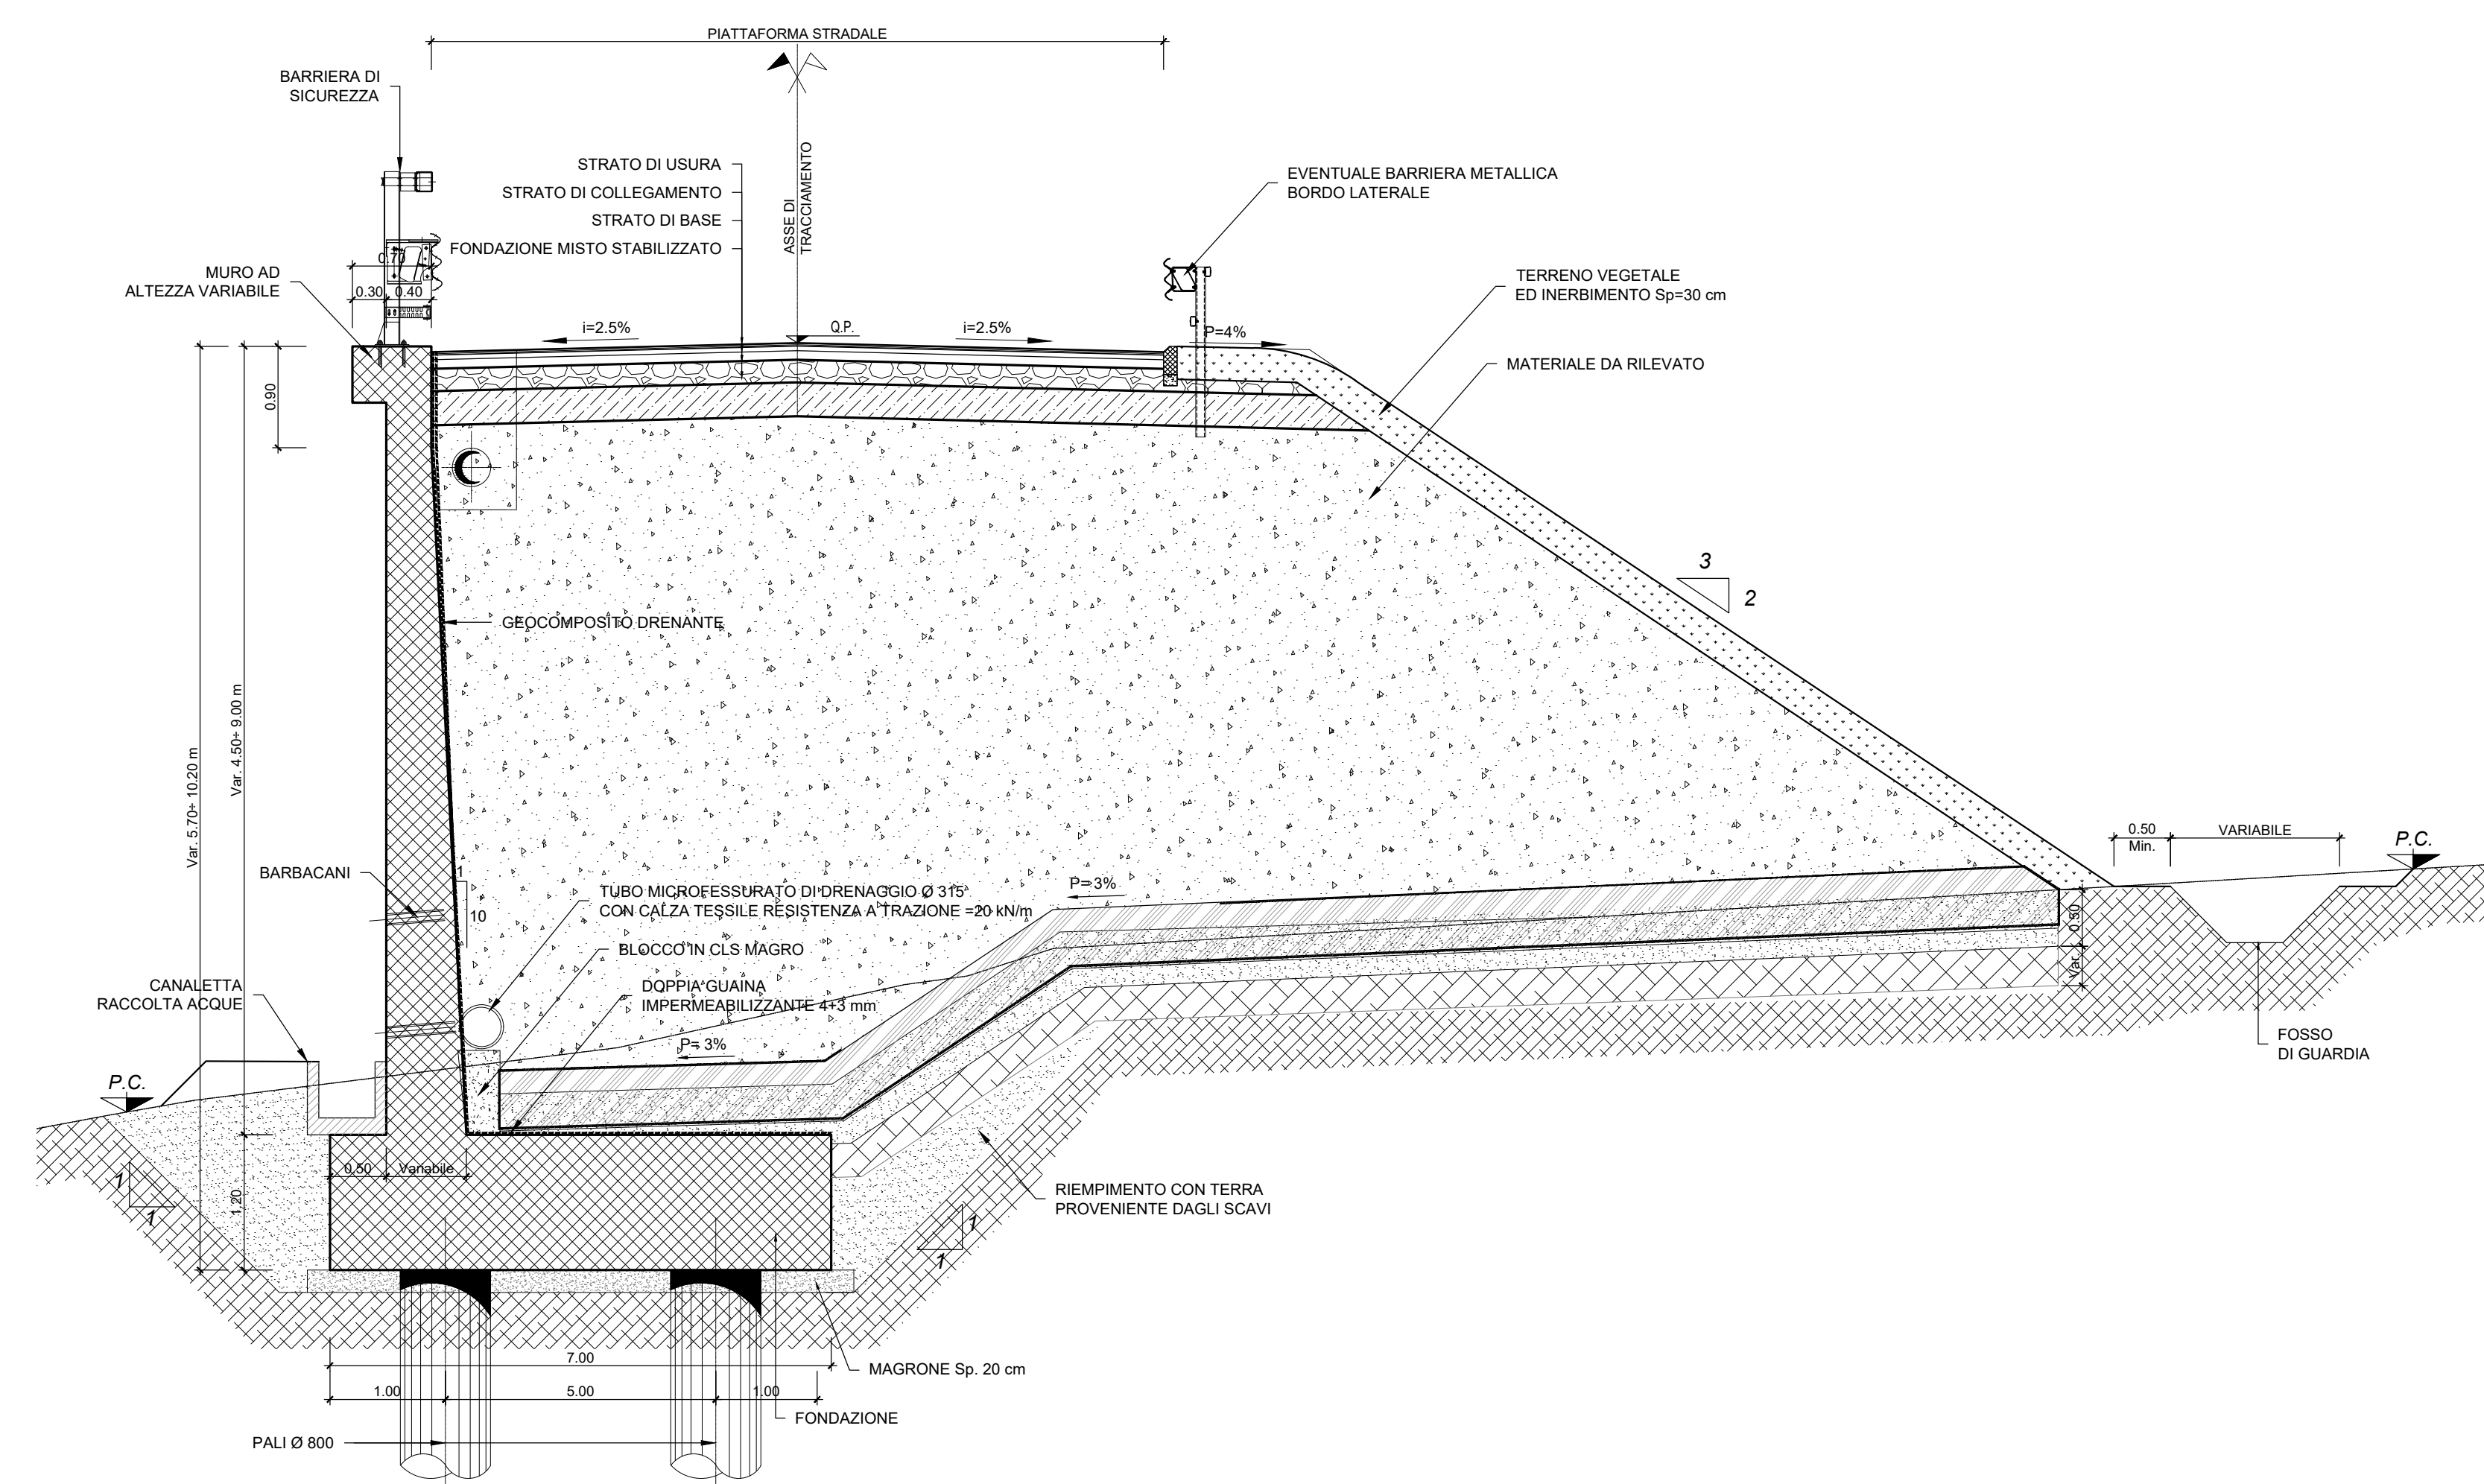 PIATTAFORMA STRADALE
BARRIERA DI
SICUREZZA
STRATO DI USURA
STRATO DI COLLEGAMENTO
STRATO DI BASE
FONDAZIONE MISTO STABILIZZATO
ASSE DI
TRACCIAMENTO
EVENTUALE BARRIERA METALLICA
BORDO LATERALE
MURO AD
ALTEZZA VARIABILE
0.70
0.30
0.40
TERRENO VEGETALE
ED INERBIMENTO Sp=30 cm
i=2.5%
Q.P.
i=2.5%
P=4%
MATERIALE DA RILEVATO
0.90
3
2
GEOCOMPOSITO DRENANTE
Var. 5.70÷ 10.20 m
Var. 4.50÷ 9.00 m
0.50
Min.
VARIABILE
P.C.
BARBACANI
1
10
TUBO MICROFESSURATO DI DRENAGGIO Ø 315
CON CALZA TESSILE RESISTENZA A TRAZIONE =20 kN/m
P= 3%
BLOCCO IN CLS MAGRO
0.50
Var.
CANALETTA
RACCOLTA ACQUE
DOPPIA GUAINA
IMPERMEABILIZZANTE 4+3 mm
P= 3%
FOSSO
DI GUARDIA
P.C.
0.50
Variabile
1
1
1.20
RIEMPIMENTO CON TERRA
PROVENIENTE DAGLI SCAVI
1
1
7.00
MAGRONE Sp. 20 cm
1.00
5.00
1.00
FONDAZIONE
PALI Ø 800